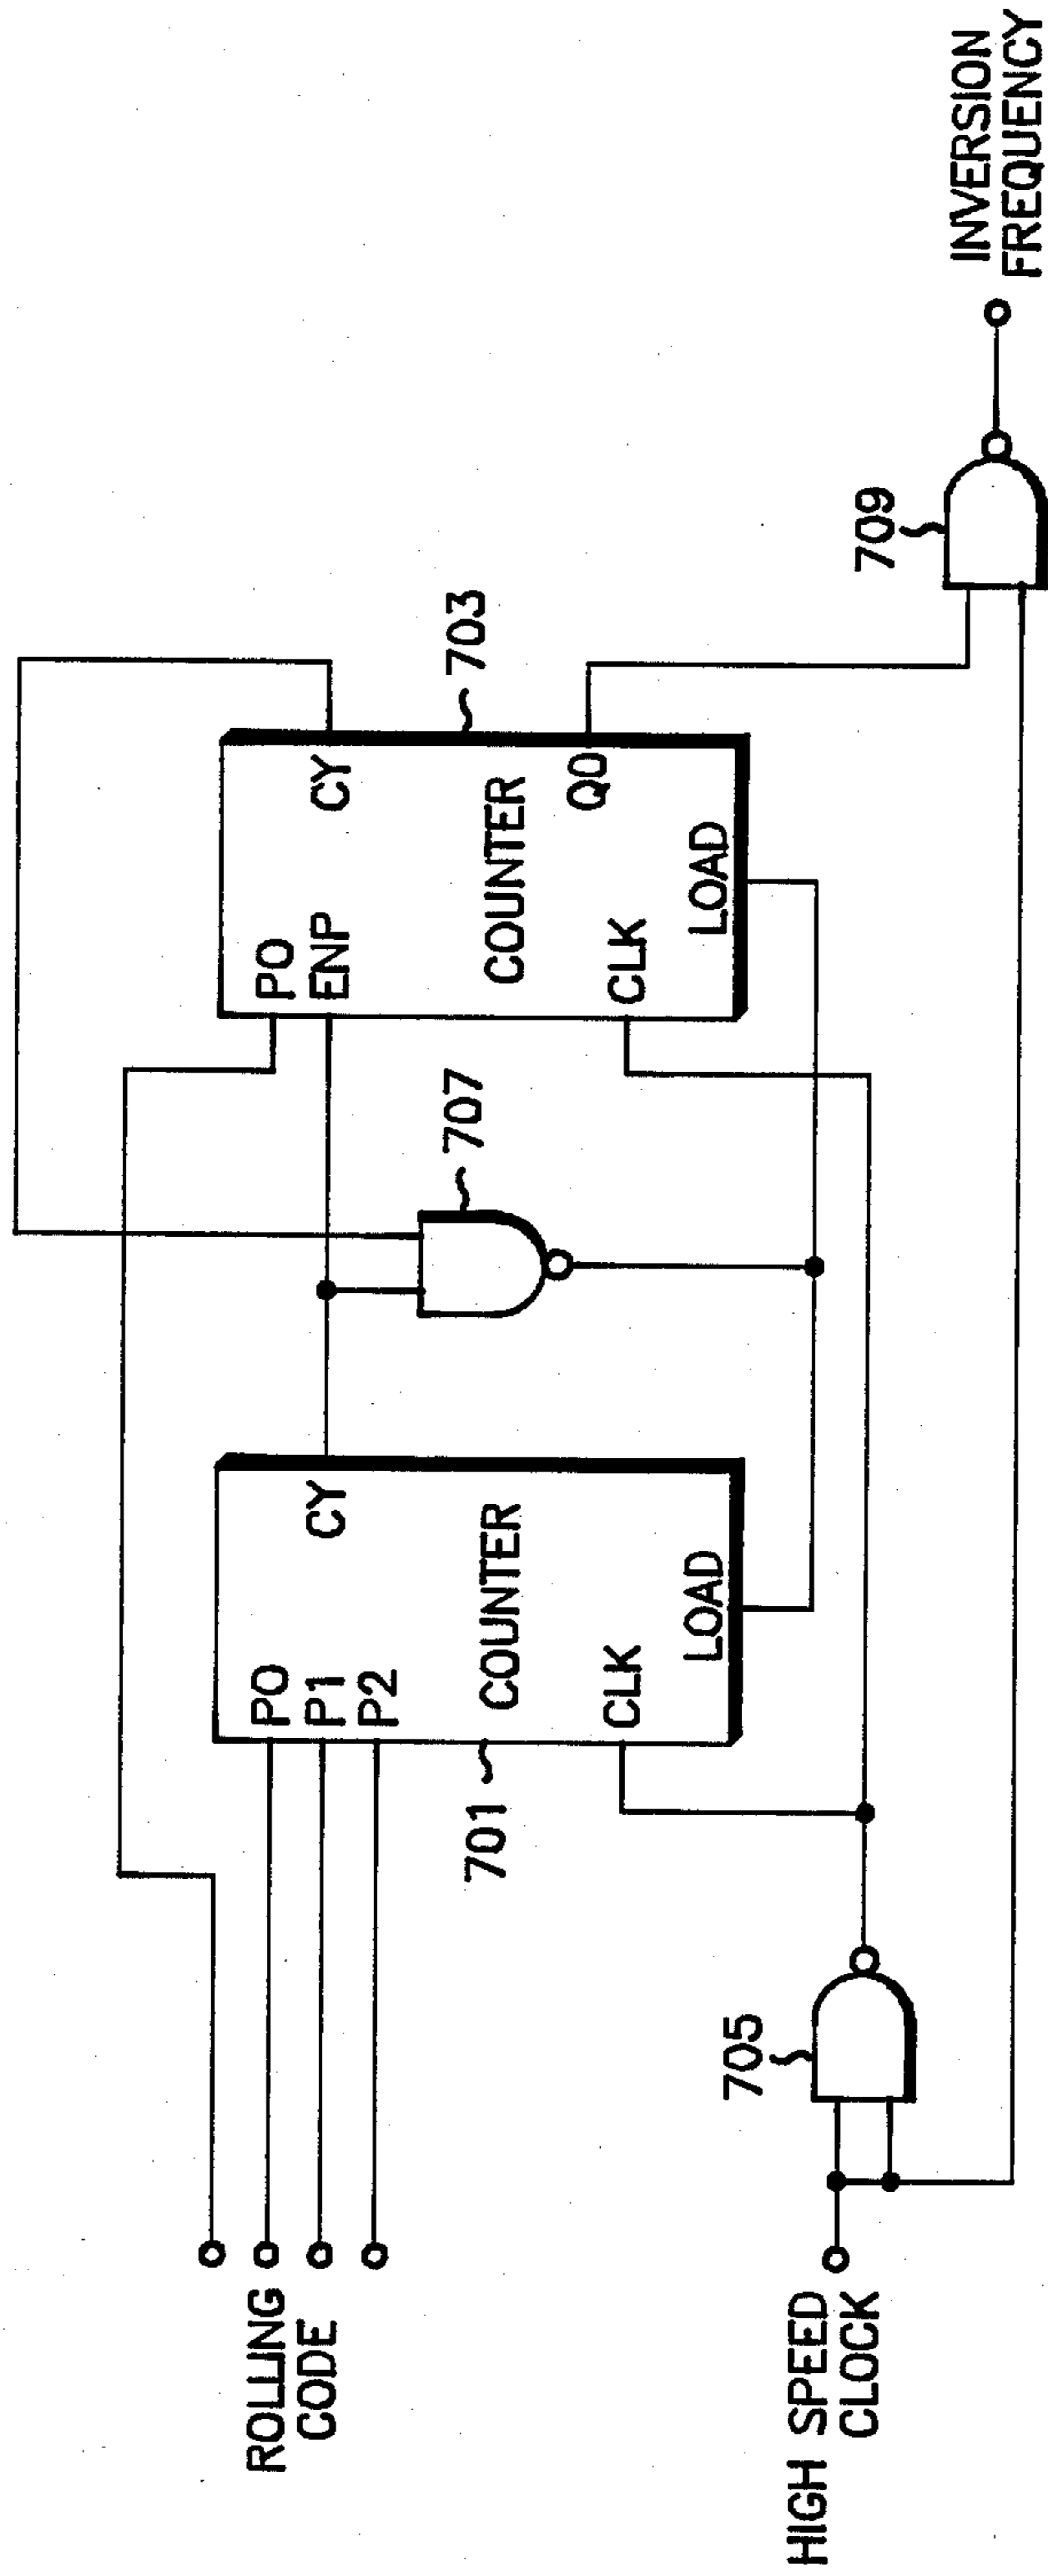 ROLLING
CODE
HIGH SPEED
CLOCK
705
701
PO
P1
P2
CY
COUNTER
CLK
LOAD
707
703
PO
ENP
CY
COUNTER
CLK
Q0
LOAD
709
INVERSION
FREQUENCY